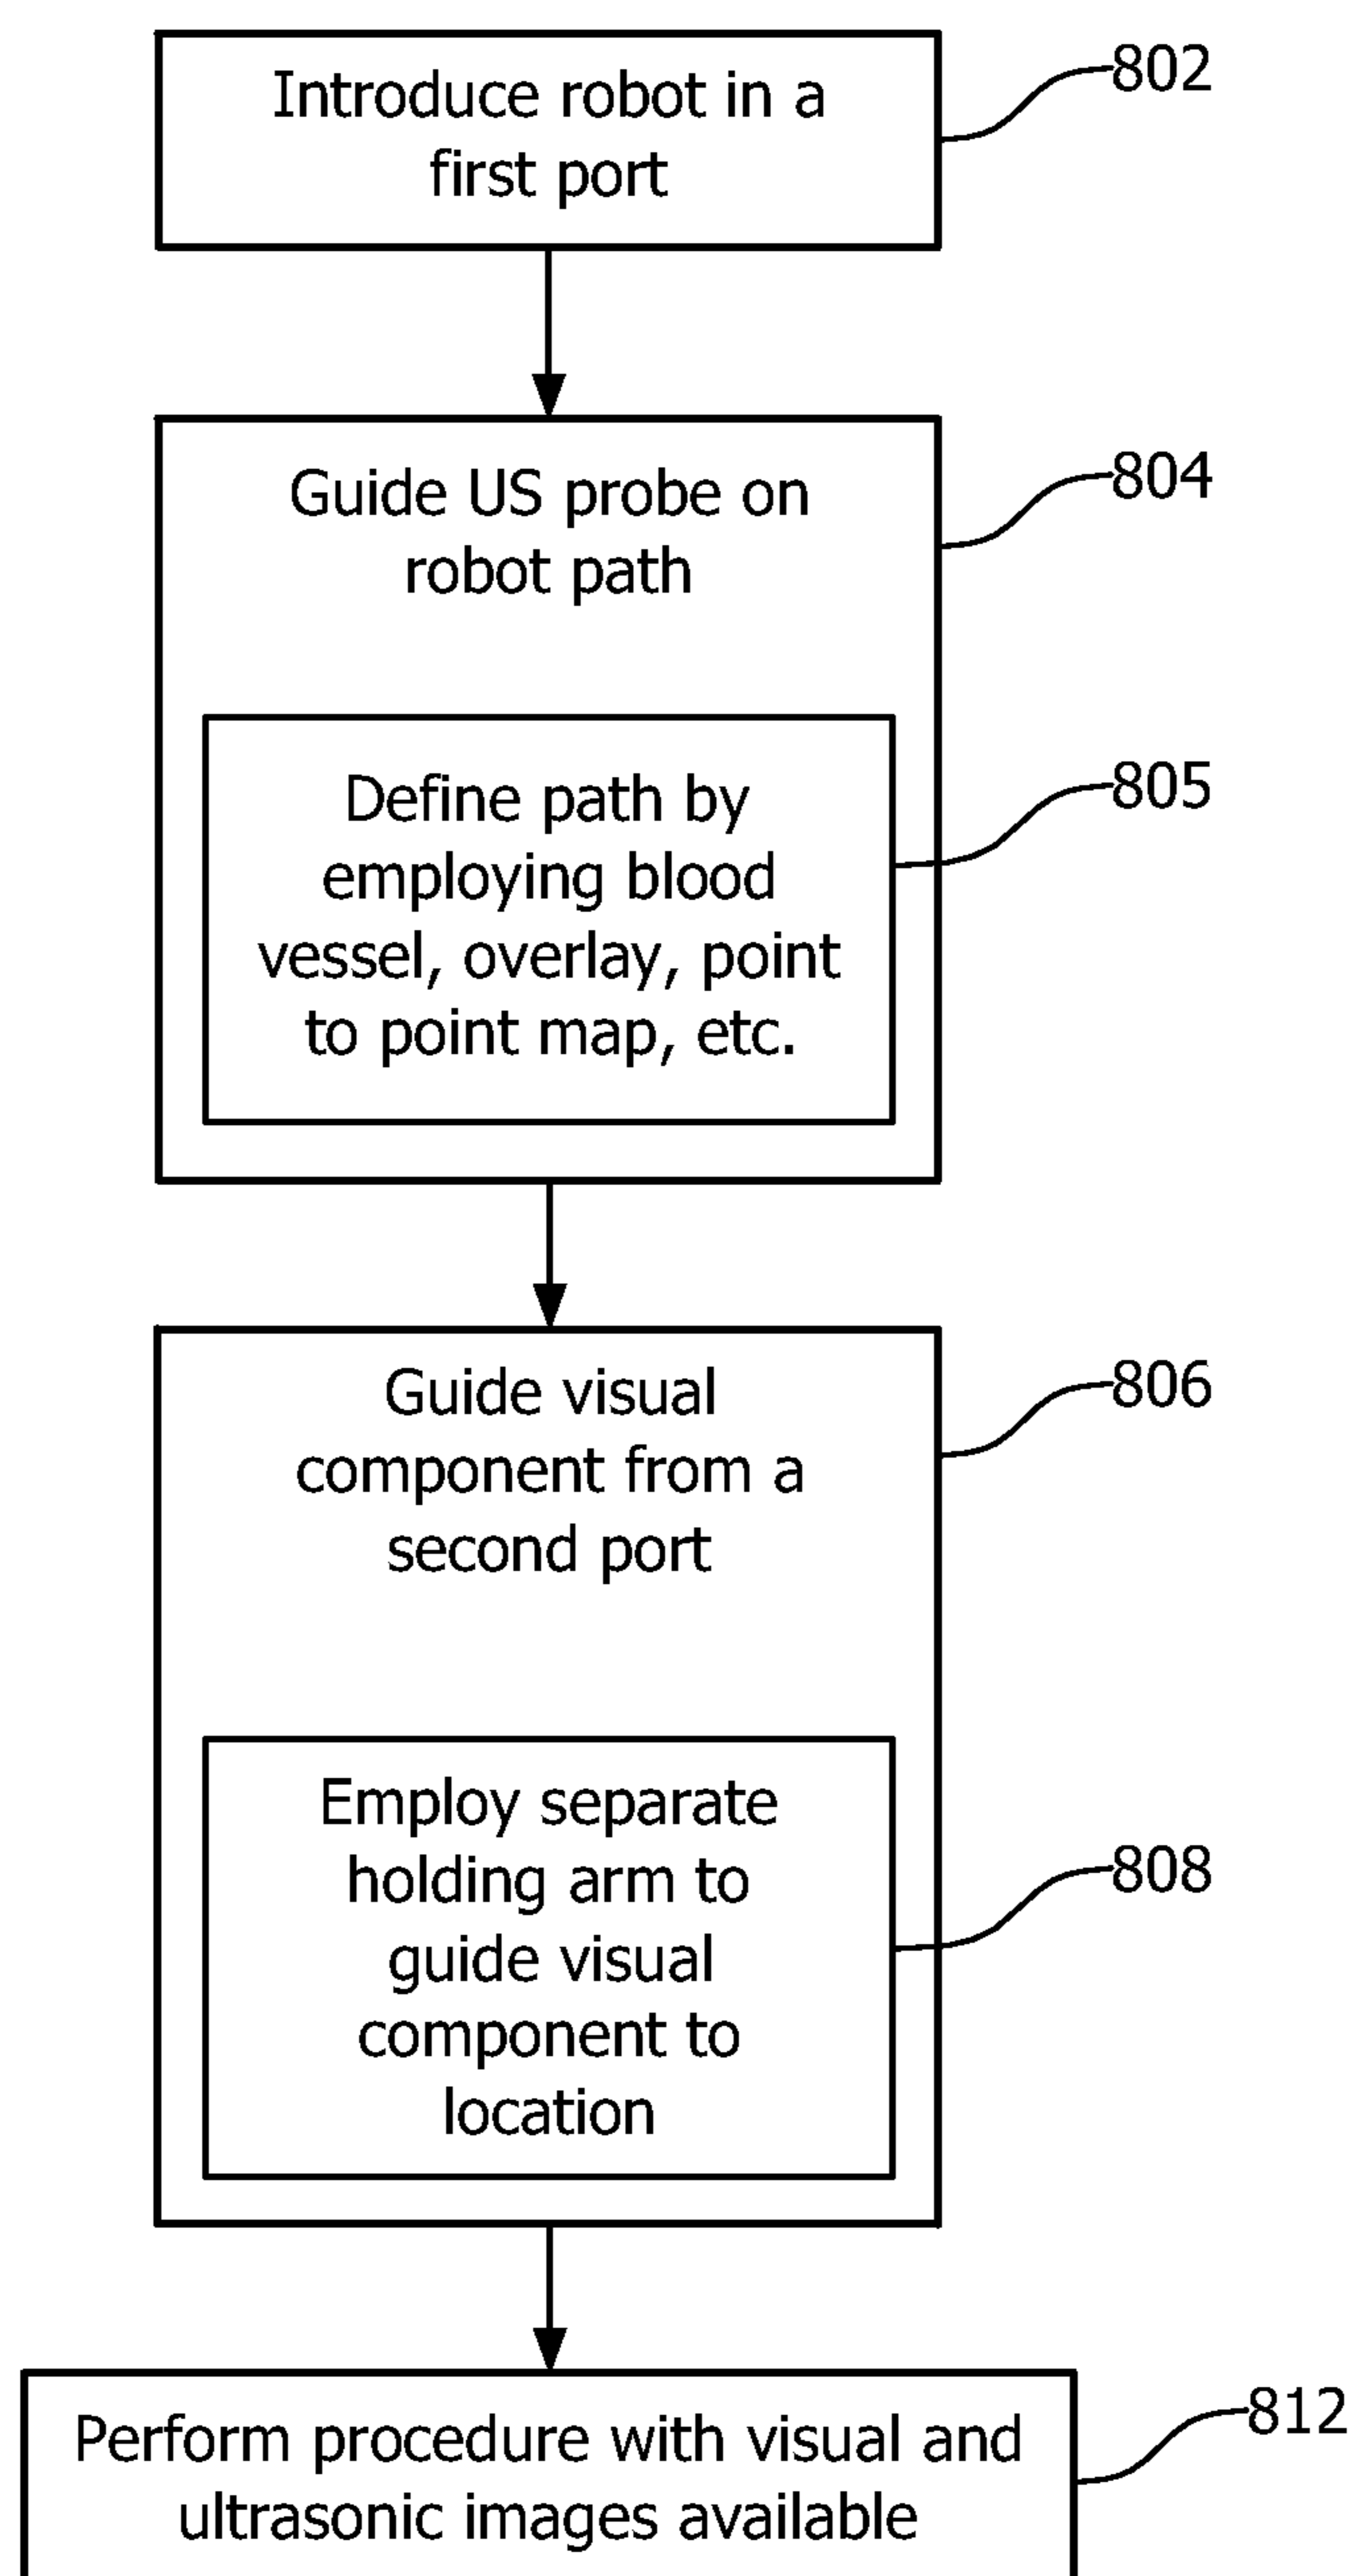 Introduce robot in a
first port
802
Guide US probe on
robot path
804
Define path by
employing blood
vessel, overlay, point
to point map, etc.
805
Guide visual
component from a
second port
806
Employ separate
holding arm to
guide visual
component to
location
808
Perform procedure with visual and
ultrasonic images available
812